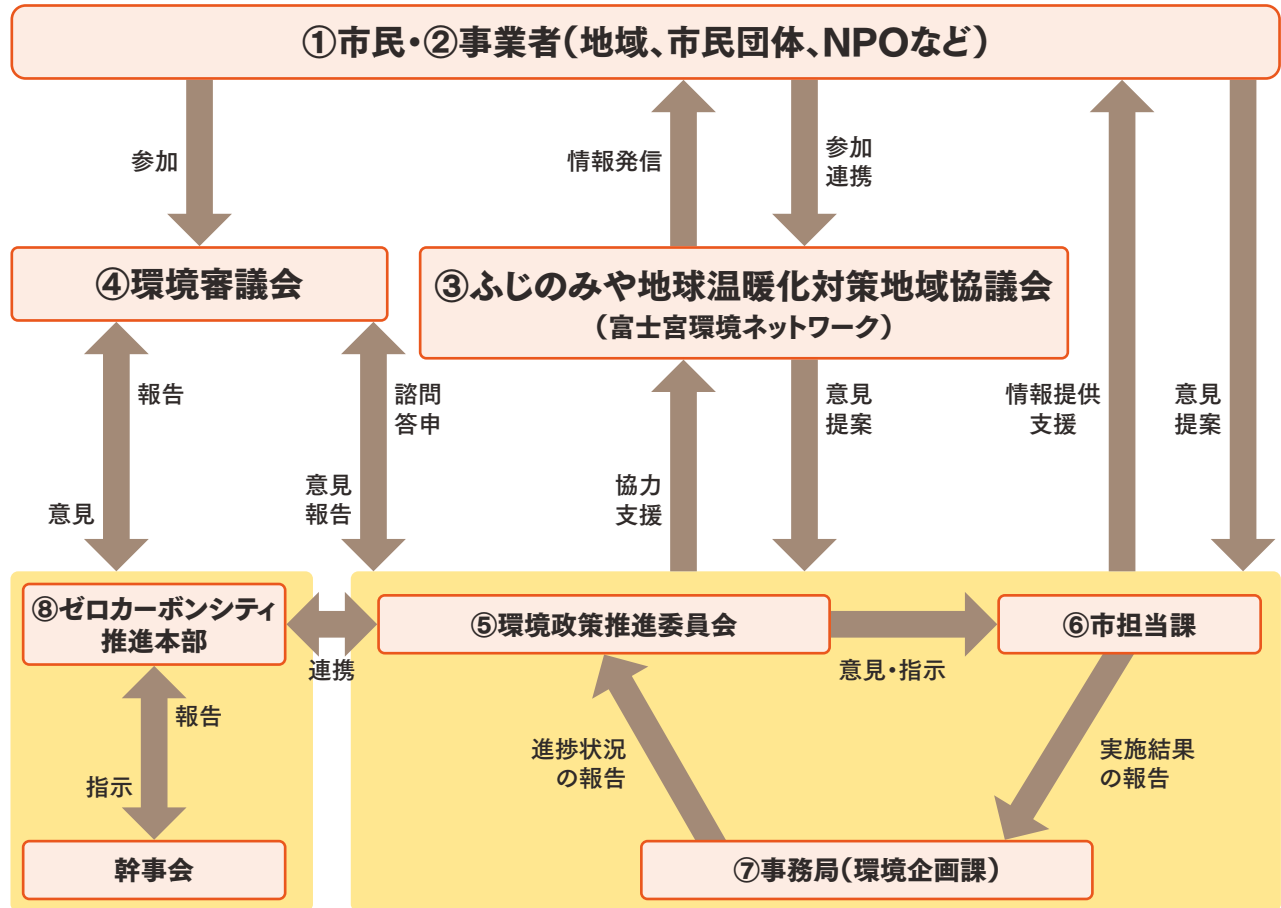 ①市民・②事業者（地域、市民団体、NPOなど）
参加
情報発信
参加
連携
④環境審議会
③ふじのみや地球温暖化対策地域協議会
（富士宮環境ネットワーク）
報告
諮問
答申
意見
提案
情報提供
支援
意見
提案
意見
意見
報告
協力
支援
⑧ゼロカーボンシティ
推進本部
⑤環境政策推進委員会
⑥市担当課
連携
意見・指示
報告
指示
進捗状況
の報告
実施結果
の報告
幹事会
⑦事務局（環境企画課）